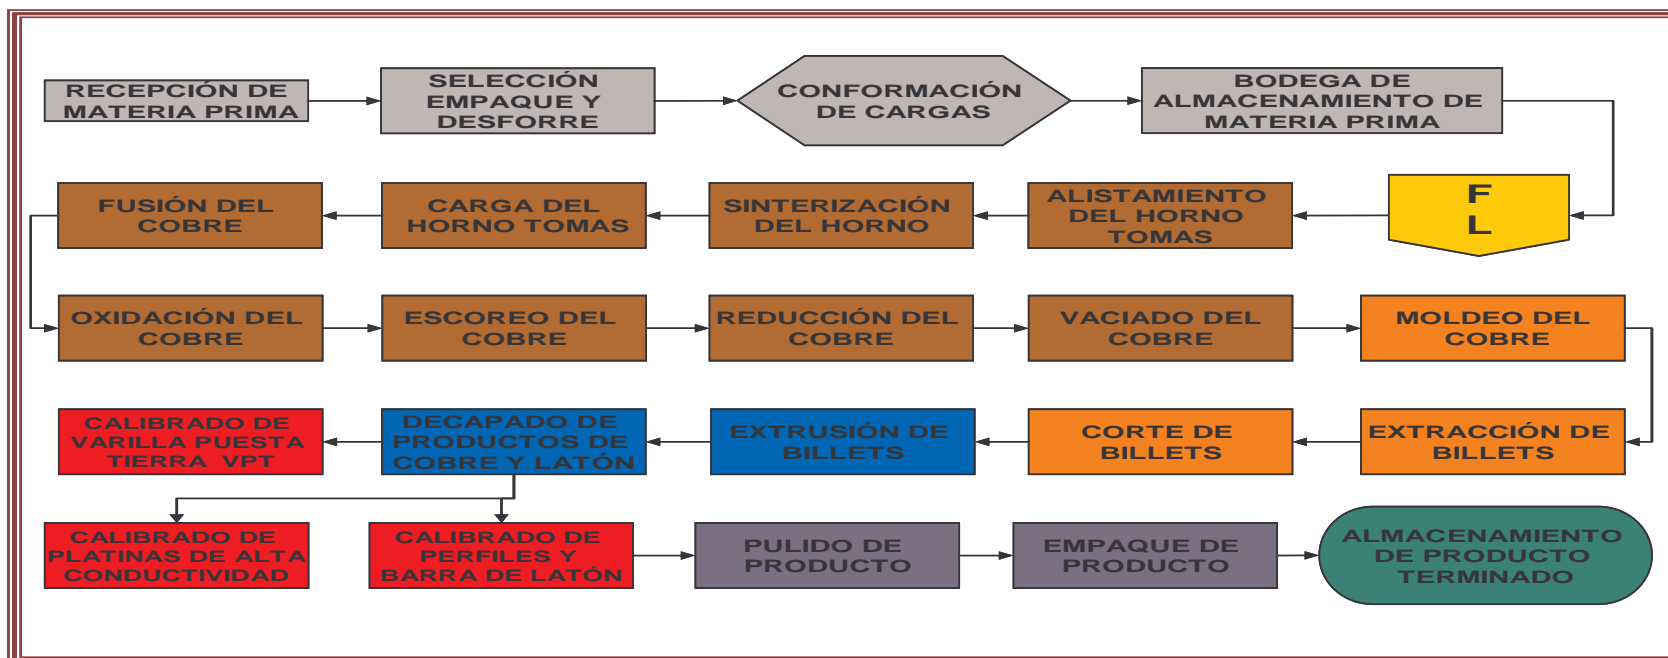 RECEPCIÓN DE
MATERIA PRIMA
SELECCIÓN
EMPAQUE Y
DESFORRE
CONFORMACIÓN
DE CARGAS
BODEGA DE
ALMACENAMIENTO DE
MATERIA PRIMA
FUSIÓN DEL
COBRE
CARGA DEL
HORNO TOMAS
SINTERIZACIÓN
DEL HORNO
ALISTAMIENTO
DEL HORNO
TOMAS
F
L
OXIDACIÓN DEL
COBRE
ESCOREO DEL
COBRE
REDUCCIÓN DEL
COBRE
VACIADO DEL
COBRE
MOLDEO DEL
COBRE
CALIBRADO DE
VARILLA PUESTA
TIERRA VPT
DECAPADO DE
PRODUCTOS DE
COBRE Y LATÓN
EXTRUSIÓN DE
BILLETS
CORTE DE
BILLETS
EXTRACCIÓN DE
BILLETS
CALIBRADO DE
PLATINAS DE ALTA
CONDUCTIVIDAD
CALIBRADO DE
PERFILES Y
BARRA DE LATÓN
PULIDO DE
PRODUCTO
EMPAQUE DE
PRODUCTO
ALMACENAMIENTO
DE PRODUCTO
TERMINADO